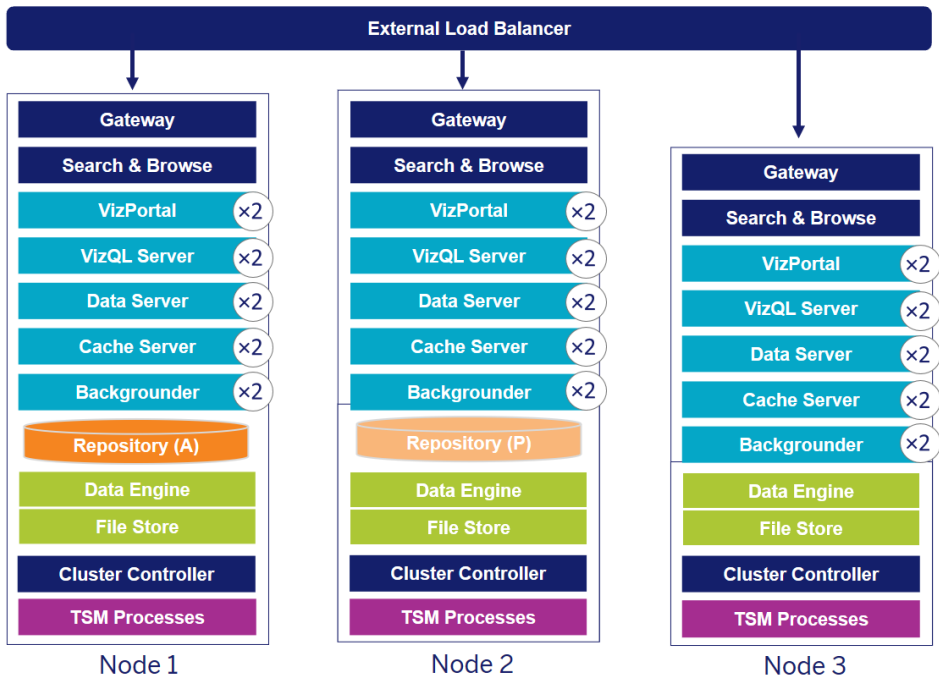 External Load Balancer
Gateway
Search & Browse
VizPortal ×2
VizQL Server ×2
Data Server ×2
Cache Server ×2
Backgrounder ×2
Repository (A)
Data Engine
File Store
Cluster Controller
TSM Processes
Node 1
Gateway
Search & Browse
VizPortal ×2
VizQL Server ×2
Data Server ×2
Cache Server ×2
Backgrounder ×2
Repository (P)
Data Engine
File Store
Cluster Controller
TSM Processes
Node 2
Gateway
Search & Browse
VizPortal ×2
VizQL Server ×2
Data Server ×2
Cache Server ×2
Backgrounder ×2
Data Engine
File Store
Cluster Controller
TSM Processes
Node 3